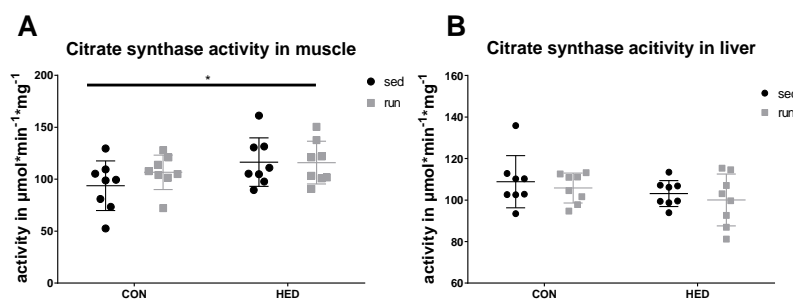 A
Citrate synthase activity in muscle
activity in µmol*min-1*mg-1
200
150
100
50
0
*
sed
run
CON
HED
B
Citrate synthase acitivity in liver
activity in µmol*min-1*mg-1
160
140
120
100
80
60
sed
run
CON
HED